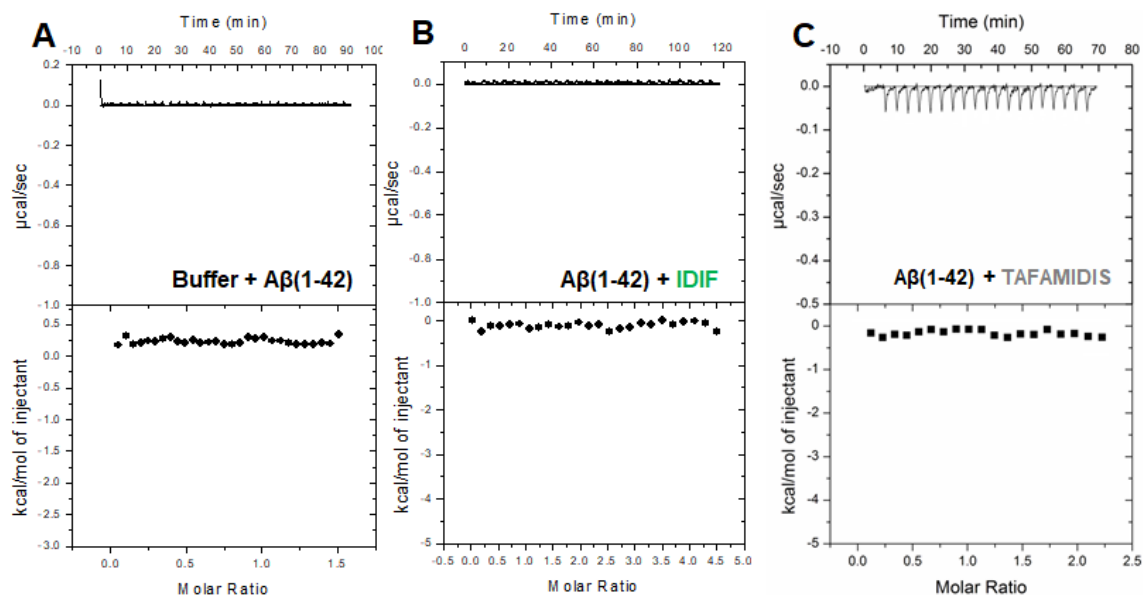 A
Time (min)
-10 0 10 20 30 40 50 60 70 80 90 100
0.2
0.0
-0.2
-0.4
-0.6
-0.8
-1.0
µcal/sec
Buffer + Aβ(1-42)
0.5
0.0
-0.5
-1.0
-1.5
-2.0
-2.5
-3.0
kcal/mol of injectant
0.0 0.5 1.0 1.5
Molar Ratio
B
Time (min)
0 20 40 60 80 100 120
0.0
-0.2
-0.4
-0.6
-0.8
-1.0
µcal/sec
Aβ(1-42) + IDIF
0
-1
-2
-3
-4
-5
kcal/mol of injectant
-0.5 0.0 0.5 1.0 1.5 2.0 2.5 3.0 3.5 4.0 4.5 5.0
Molar Ratio
C
Time (min)
-10 0 10 20 30 40 50 60 70 80
0.0
-0.1
-0.2
-0.3
-0.4
-0.5
µcal/sec
Aβ(1-42) + TAFAMIDIS
0
-1
-2
-3
-4
-5
kcal/mol of injectant
0.0 0.5 1.0 1.5 2.0 2.5
Molar Ratio